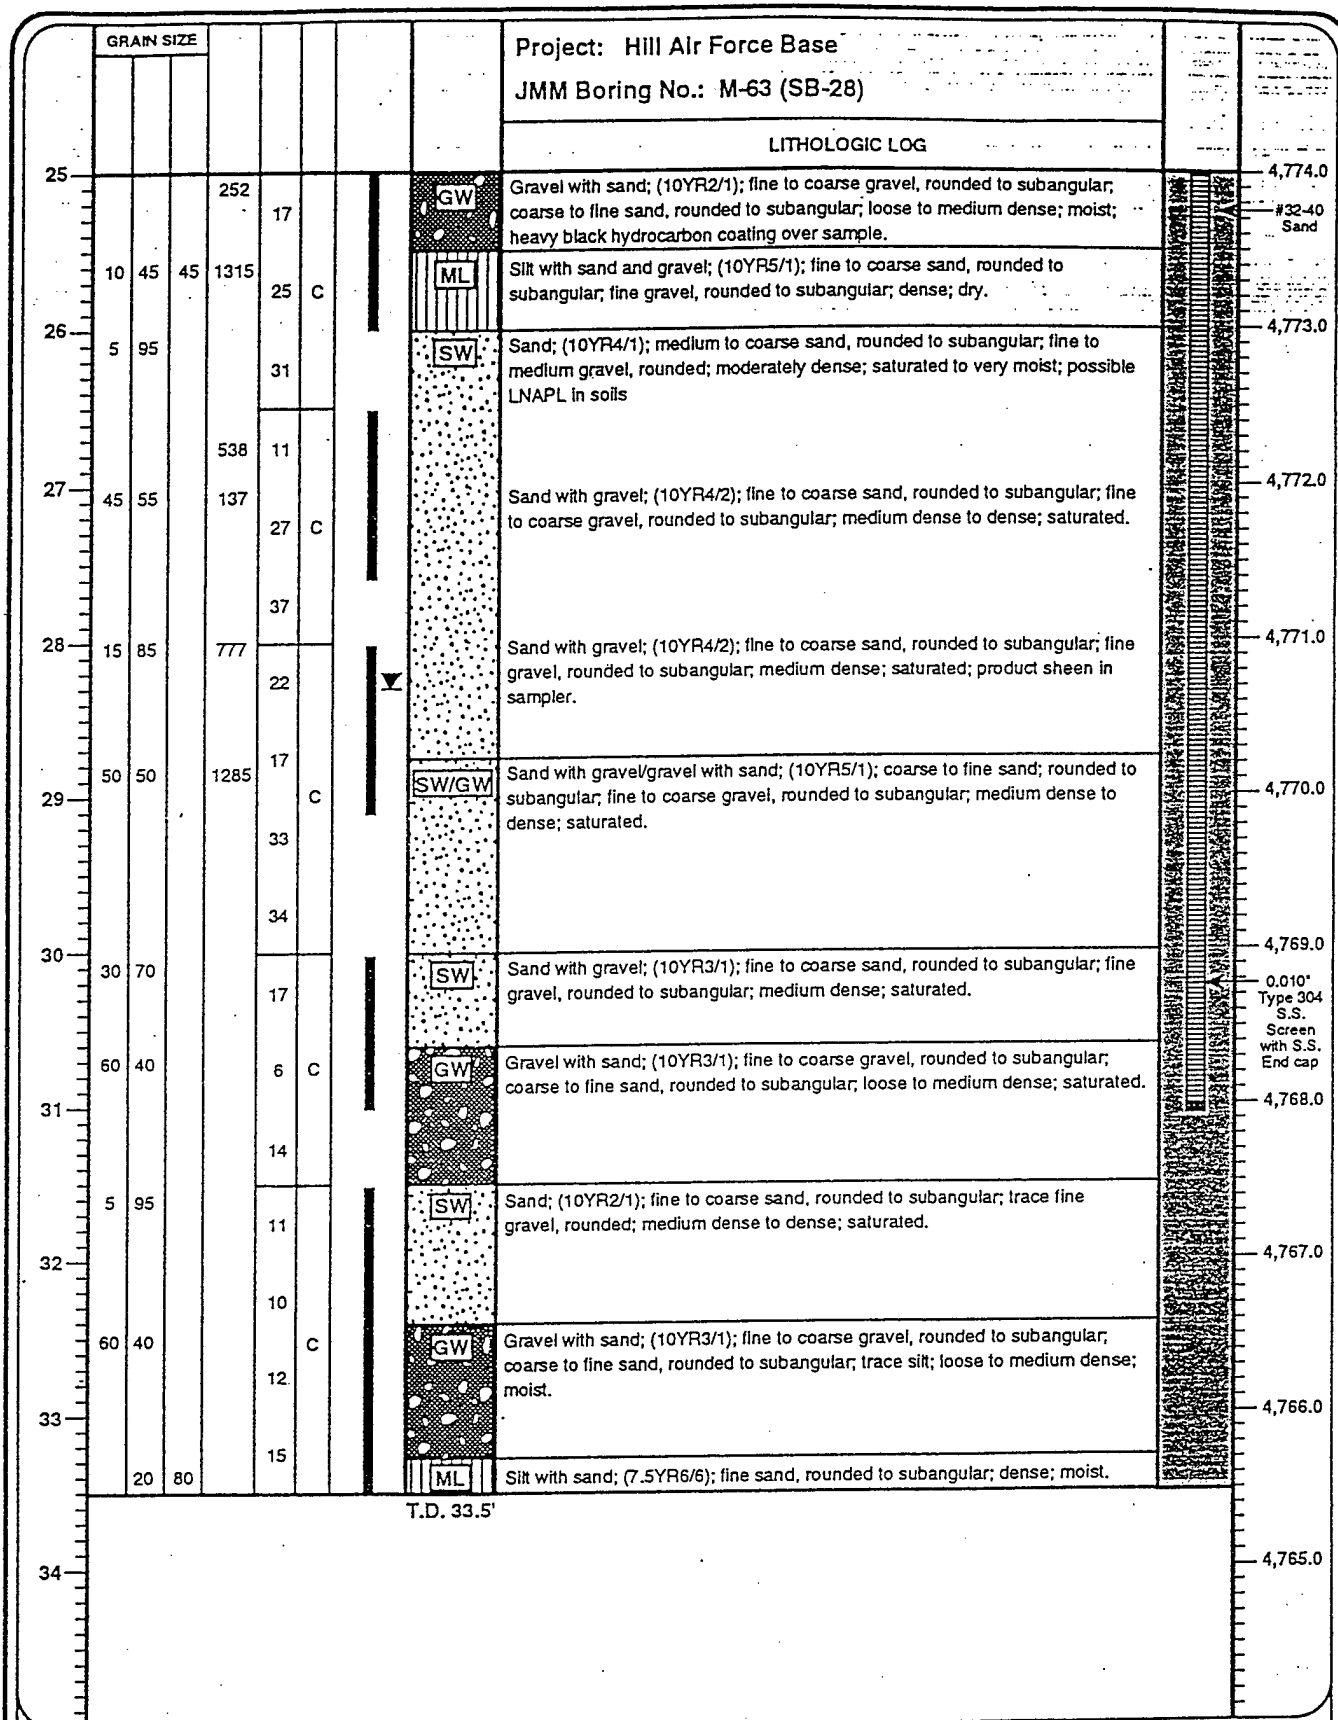 GRAIN SIZE
Project: Hill Air Force Base
JMM Boring No.: M-63 (SB-28)
LITHOLOGIC LOG
25
252
17
GW
Gravel with sand; (10YR2/1); fine to coarse gravel, rounded to subangular;
coarse to fine sand, rounded to subangular; loose to medium dense; moist;
heavy black hydrocarbon coating over sample.
4,774.0
#32-40
Sand
10 45 45 1315
25 C
ML
Silt with sand and gravel; (10YR5/1); fine to coarse sand, rounded to
subangular; fine gravel, rounded to subangular; dense; dry.
26
4,773.0
5 95
31
SW
Sand; (10YR4/1); medium to coarse sand, rounded to subangular; fine to
medium gravel, rounded; moderately dense; saturated to very moist; possible
LNAPL in soils
538 11
27
4,772.0
45 55 137
27 C
Sand with gravel; (10YR4/2); fine to coarse sand, rounded to subangular; fine
to coarse gravel, rounded to subangular; medium dense to dense; saturated.
37
28
4,771.0
15 85 777
22
Sand with gravel; (10YR4/2); fine to coarse sand, rounded to subangular; fine
gravel, rounded to subangular; medium dense; saturated; product sheen in
sampler.
17
50 50 1285
C
SW/GW
Sand with gravel/gravel with sand; (10YR5/1); coarse to fine sand; rounded to
subangular; fine to coarse gravel, rounded to subangular; medium dense to
dense; saturated.
29
4,770.0
33
34
30
4,769.0
30 70
17
SW
Sand with gravel; (10YR3/1); fine to coarse sand, rounded to subangular; fine
gravel, rounded to subangular; medium dense; saturated.
0.010"
Type 304
S.S.
Screen
with S.S.
End cap
60 40
6 C
GW
Gravel with sand; (10YR3/1); fine to coarse gravel, rounded to subangular;
coarse to fine sand, rounded to subangular; loose to medium dense; saturated.
31
4,768.0
14
5 95
11
SW
Sand; (10YR2/1); fine to coarse sand, rounded to subangular; trace fine
gravel, rounded; medium dense to dense; saturated.
32
4,767.0
10
60 40
C
12
GW
Gravel with sand; (10YR3/1); fine to coarse gravel, rounded to subangular;
coarse to fine sand, rounded to subangular; trace silt; loose to medium dense;
moist.
33
4,766.0
15
20 80
ML
Silt with sand; (7.5YR6/6); fine sand, rounded to subangular; dense; moist.
T.D. 33.5'
34
4,765.0